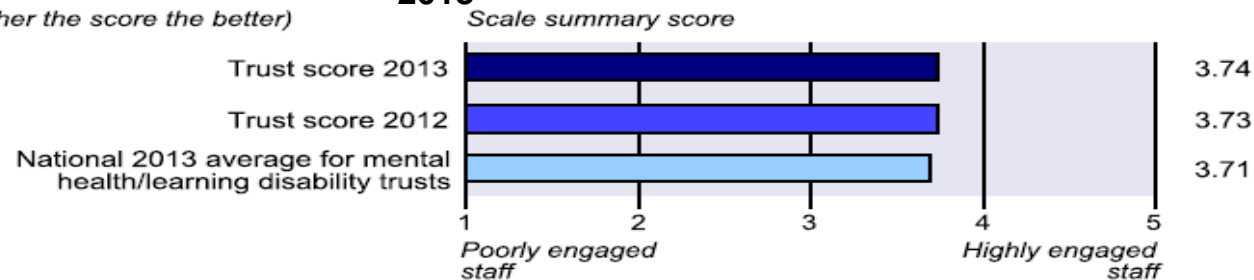 (higher the score the better) Scale summary score
Trust score 2013 3.74
Trust score 2012 3.73
National 2013 average for mental
health/learning disability trusts 3.71
1 2 3 4 5
Poorly engaged
staff
Highly engaged
staff